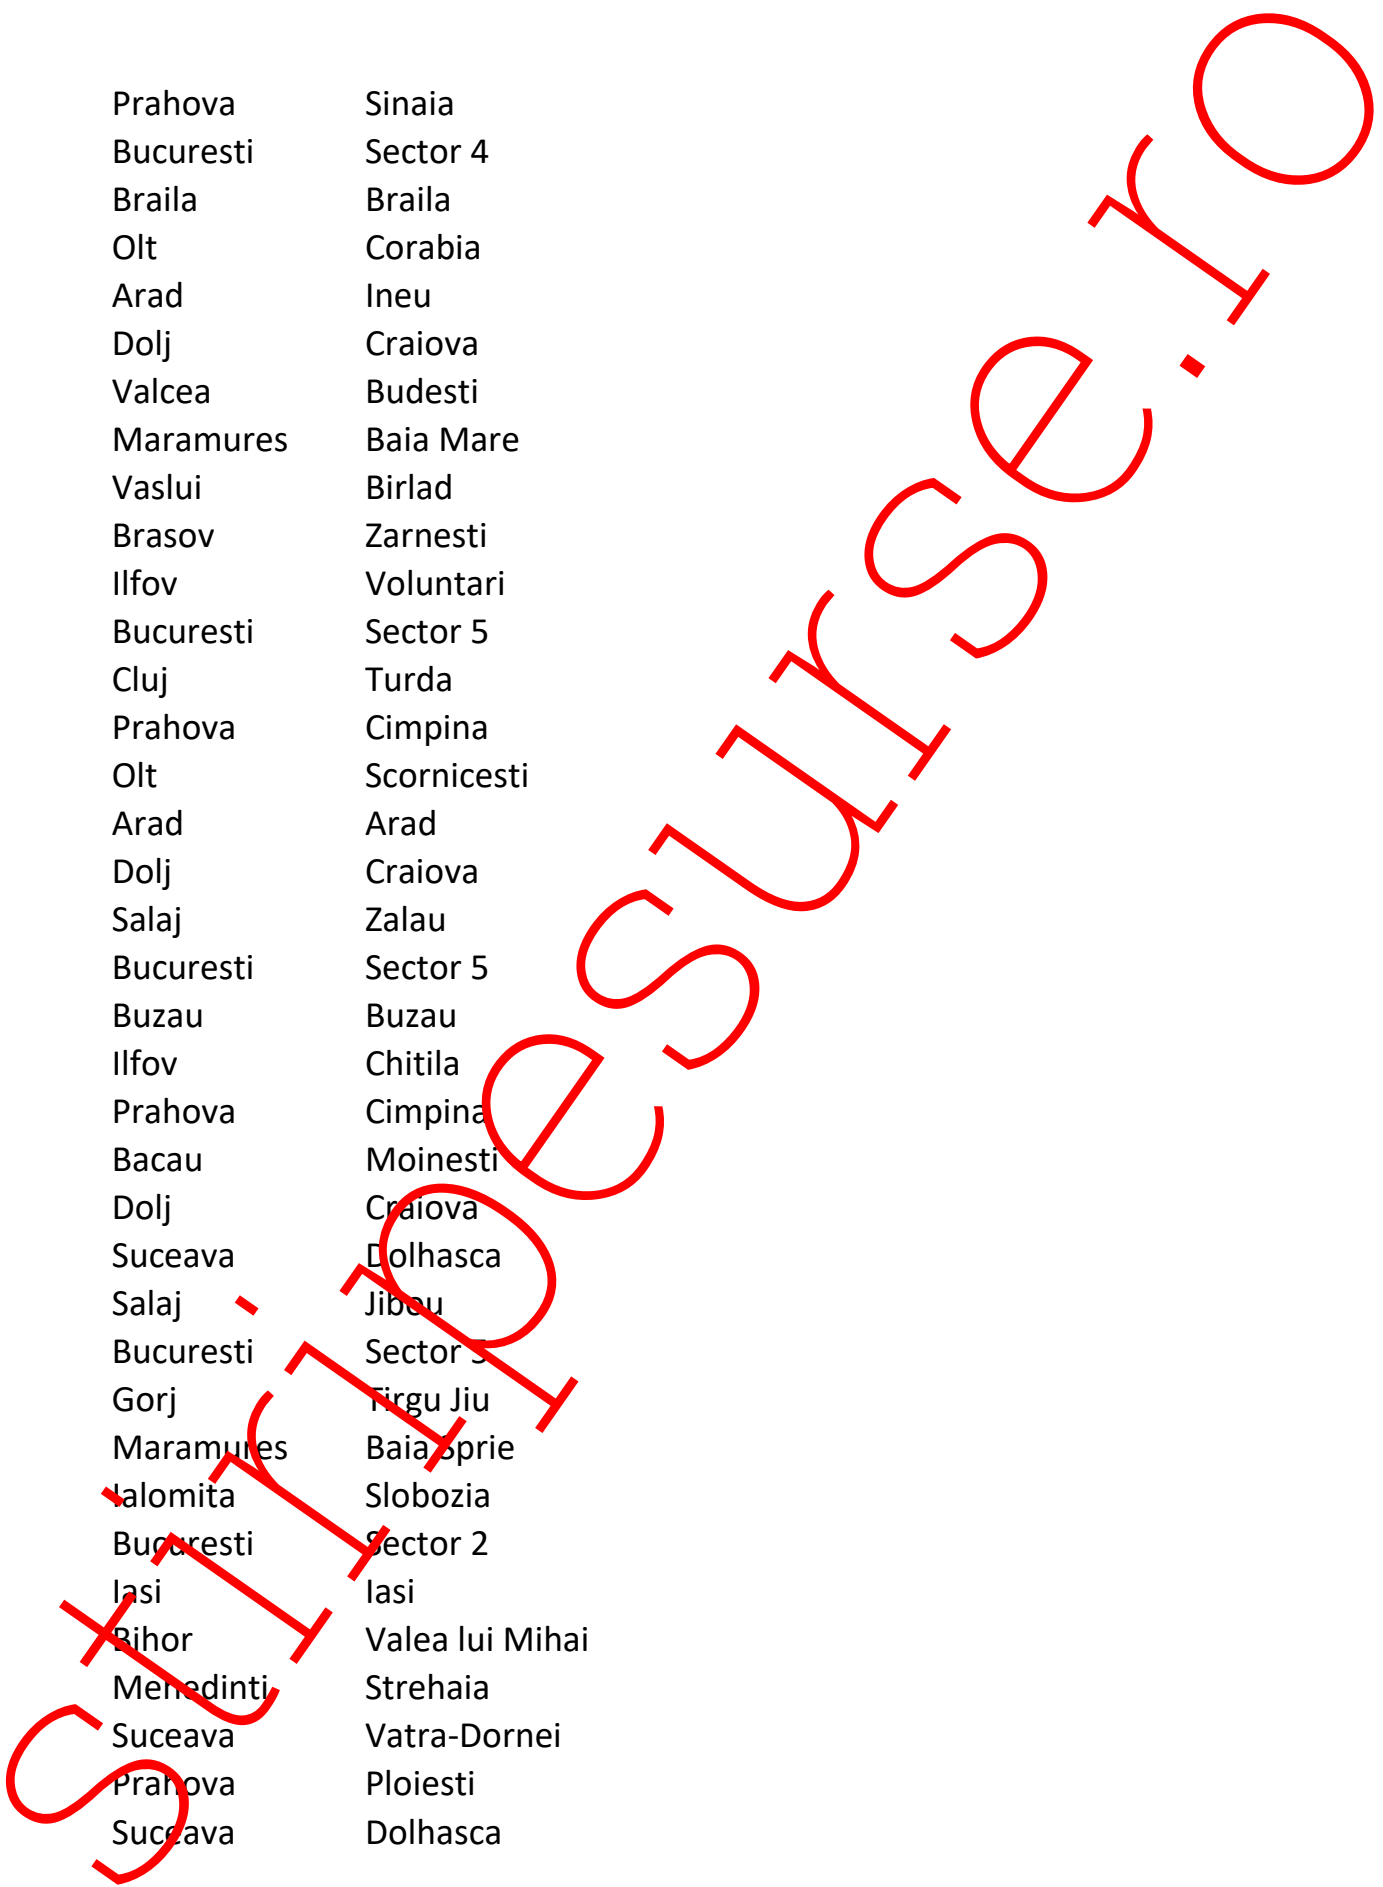 Prahova Sinaia
Bucuresti Sector 4
Braila Braila
Olt Corabia
Arad Ineu
Dolj Craiova
Valcea Budesti
Maramures Baia Mare
Vaslui Birlad
Brasov Zarnesti
Ilfov Voluntari
Bucuresti Sector 5
Cluj Turda
Prahova Cimpina
Olt Scornicesti
Arad Arad
Dolj Craiova
Salaj Zalau
Bucuresti Sector 5
Buzau Buzau
Ilfov Chitila
Prahova Cimpina
Bacau Moinesti
Dolj Craiova
Suceava Dolhasca
Salaj Jibou
Bucuresti Sector
Gorj Tirgu Jiu
Maramures Baia Sprie
Ialomita Slobozia
Bucuresti Sector 2
Iasi Iasi
Bihor Valea lui Mihai
Mehedinti Strehaia
Suceava Vatra-Dornei
Prahova Ploiesti
Suceava Dolhasca
stiripesurse.ro